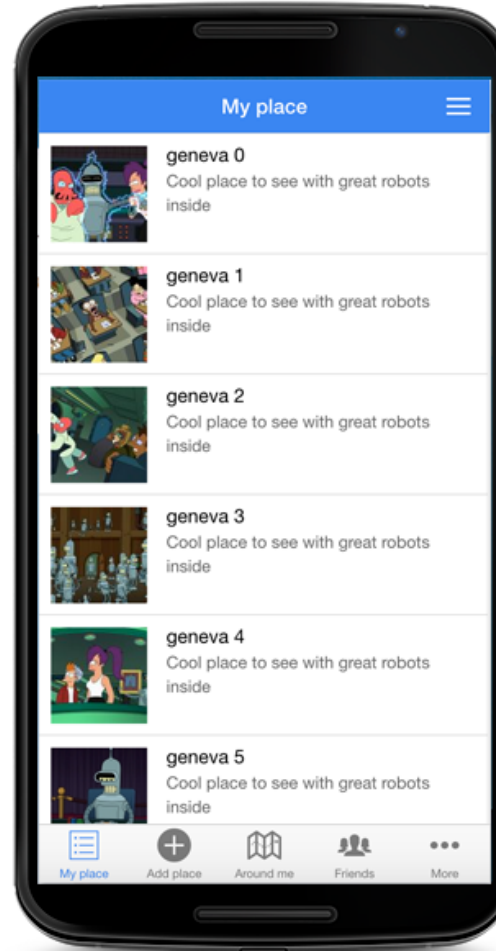 My place
geneva 0
Cool place to see with great robots
inside
geneva 1
Cool place to see with great robots
inside
geneva 2
Cool place to see with great robots
inside
geneva 3
Cool place to see with great robots
inside
geneva 4
Cool place to see with great robots
inside
geneva 5
Cool place to see with great robots
inside
My place
Add place
Around me
Friends
More